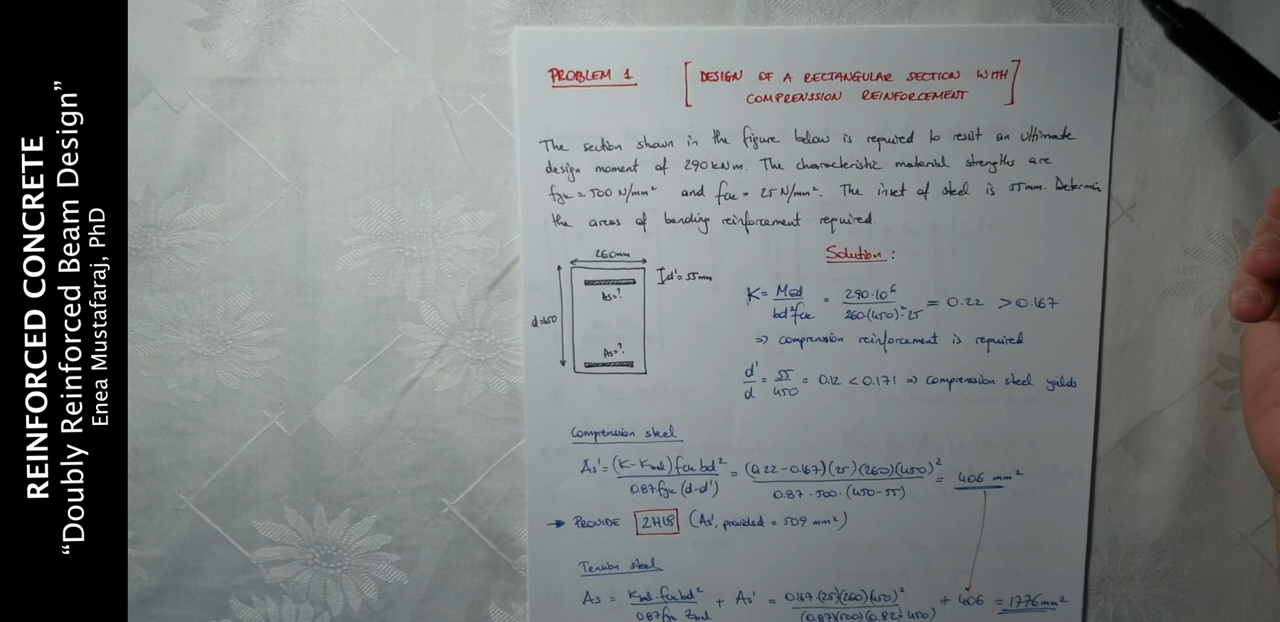 REINFORCED CONCRETE
“Doubly Reinforced Beam Design”
Enea Mustafaraj, PhD
PROBLEM 1
[DESIGN OF A RECTANGULAR SECTION WITH
COMPRENSSION REINFORCEMENT]
The section shown in the figure below is required to resist an ultimate
design moment of 290kNm. The characteristic material strengths are
fyk = 500 N/mm² and fck = 25 N/mm². The inset of steel is 55mm. Determine
the areas of bending reinforcement required.
260mm
d'=55mm
As'=?
d=450
As=?
Solution:
K = Med/bd²fck = 290·10⁶/260·(450)²·25 = 0.22 > 0.167
=> compression reinforcement is required
d'/d = 55/450 = 0.12 < 0.171 => compression steel yields
Compression steel
As' = (K-Kbal)fck bd²/0.87fyk(d-d') = (0.22-0.167)(25)(260)(450)²/0.87·500·(450-55) = 406 mm²
→ PROVIDE 2H18 (As', provided = 509 mm²)
Tension steel
As = Kbal fck bd²/0.87fyk Zbal + As' = 0.167·(25)(260)(450)²/(0.87)(500)(0.82·450) + 406 = 1776mm²